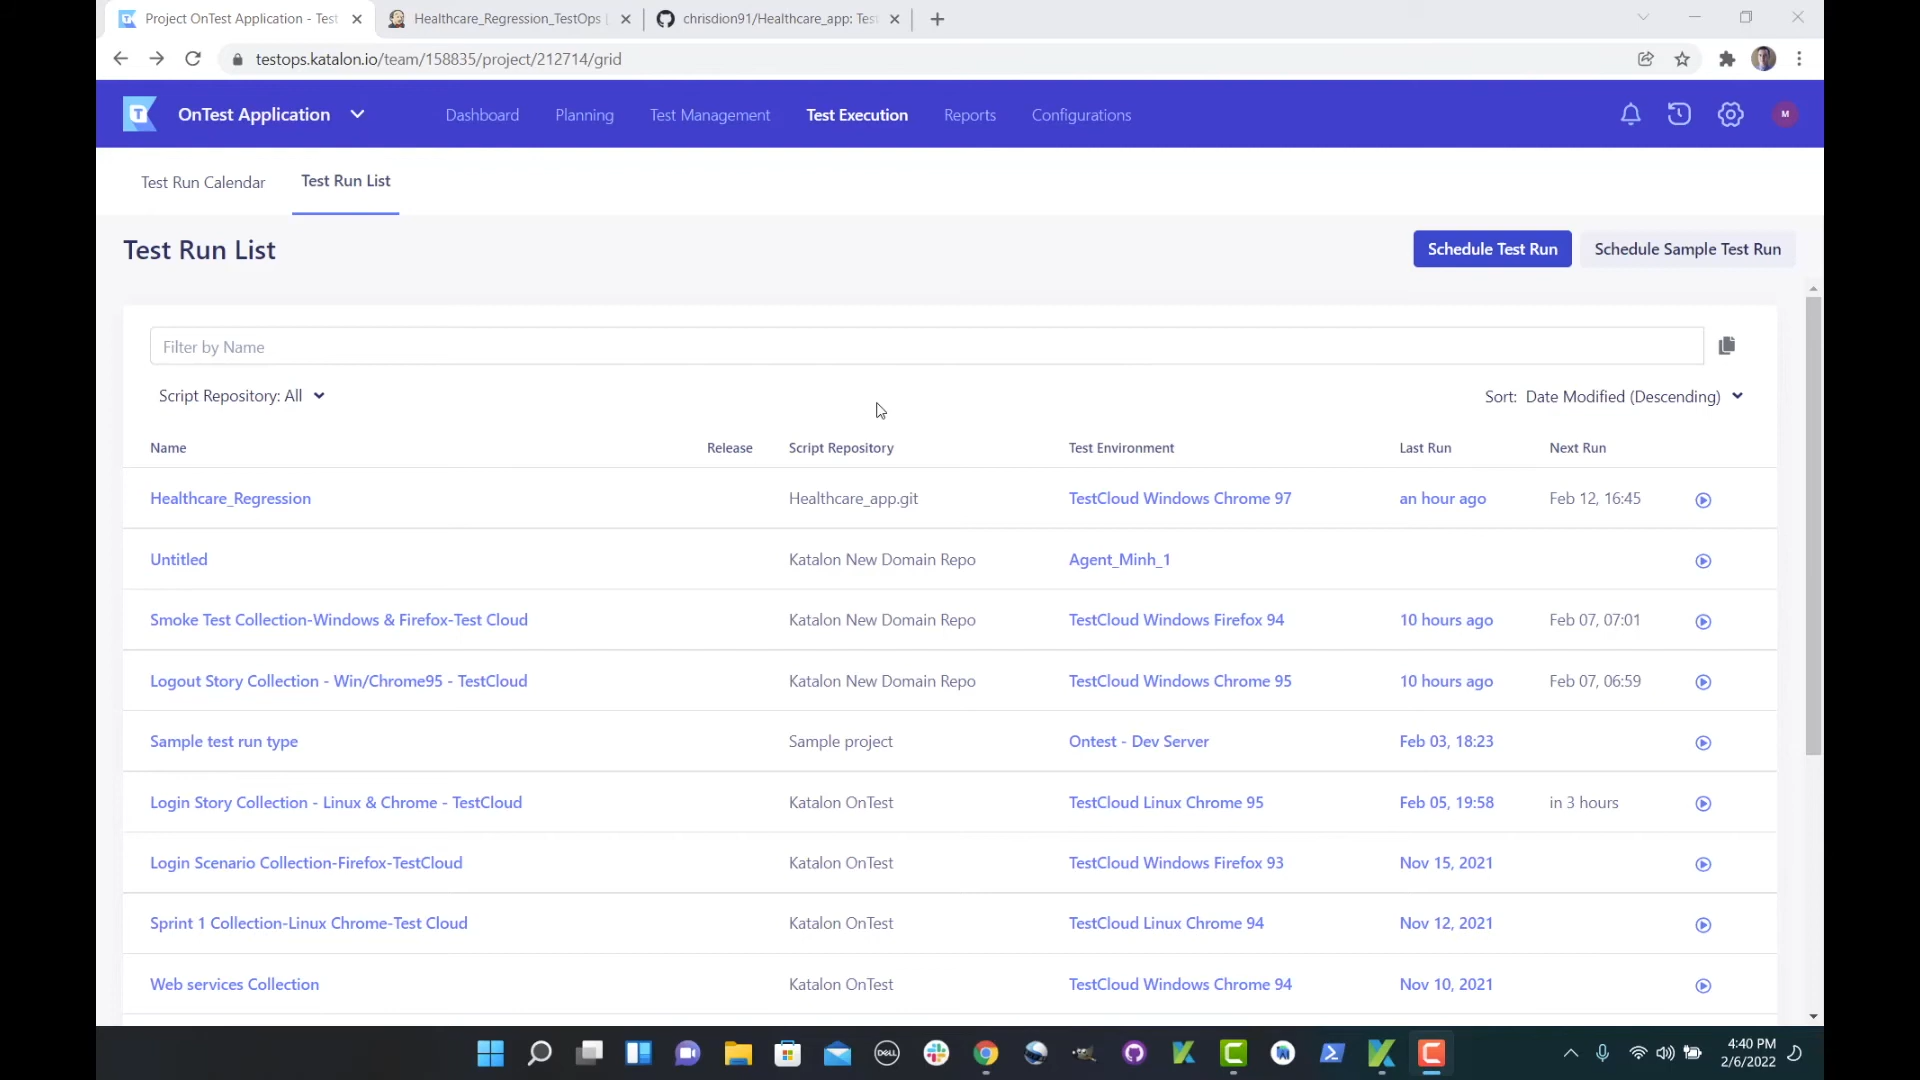 Project OnTest Application - Test
Healthcare_Regression_TestOps [
chrisdion91/Healthcare_app: Tes
testops.katalon.io/team/158835/project/212714/grid
T OnTest Application
Dashboard Planning Test Management Test Execution Reports Configurations
M
Test Run Calendar Test Run List
Test Run List
Schedule Test Run Schedule Sample Test Run
Filter by Name
Script Repository: All
Sort: Date Modified (Descending)
Name Release Script Repository Test Environment Last Run Next Run
Healthcare_Regression Healthcare_app.git TestCloud Windows Chrome 97 an hour ago Feb 12, 16:45
Untitled Katalon New Domain Repo Agent_Minh_1
Smoke Test Collection-Windows & Firefox-Test Cloud Katalon New Domain Repo TestCloud Windows Firefox 94 10 hours ago Feb 07, 07:01
Logout Story Collection - Win/Chrome95 - TestCloud Katalon New Domain Repo TestCloud Windows Chrome 95 10 hours ago Feb 07, 06:59
Sample test run type Sample project Ontest - Dev Server Feb 03, 18:23
Login Story Collection - Linux & Chrome - TestCloud Katalon OnTest TestCloud Linux Chrome 95 Feb 05, 19:58 in 3 hours
Login Scenario Collection-Firefox-TestCloud Katalon OnTest TestCloud Windows Firefox 93 Nov 15, 2021
Sprint 1 Collection-Linux Chrome-Test Cloud Katalon OnTest TestCloud Linux Chrome 94 Nov 12, 2021
Web services Collection Katalon OnTest TestCloud Windows Chrome 94 Nov 10, 2021
DELL
4:40 PM
2/6/2022